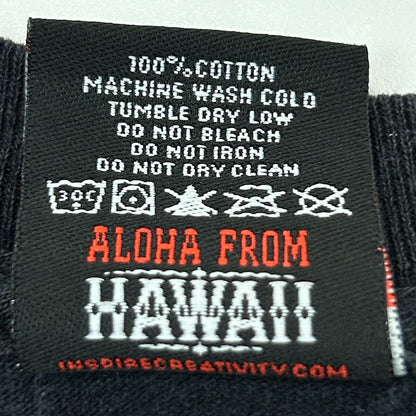 100% COTTON
MACHINE WASH COLD
TUMBLE DRY LOW
DO NOT BLEACH
DO NOT IRON
DO NOT DRY CLEAN
30C
ALOHA FROM
HAWAII
INSPIRECREATIVITY.COM